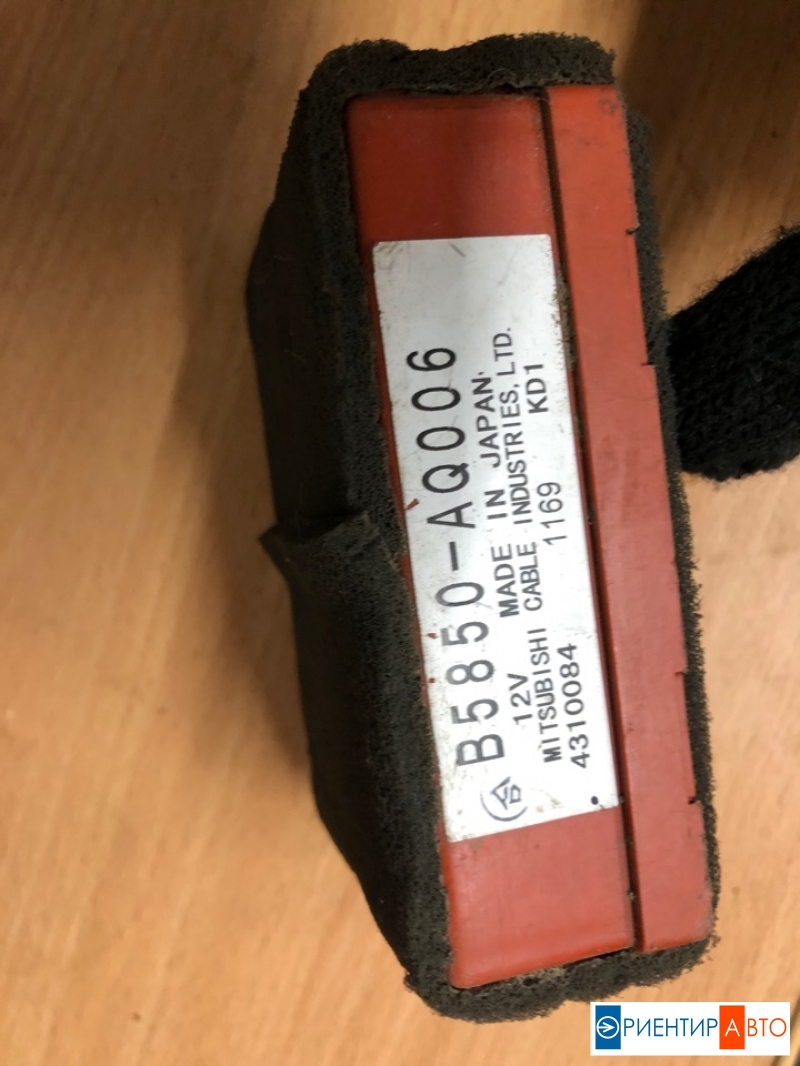 B5850-AQ006
12V MADE IN JAPAN.
MITSUBISHI CABLE INDUSTRIES, LTD.
4310084 1169 KD1
ОРИЕНТИР АВТО